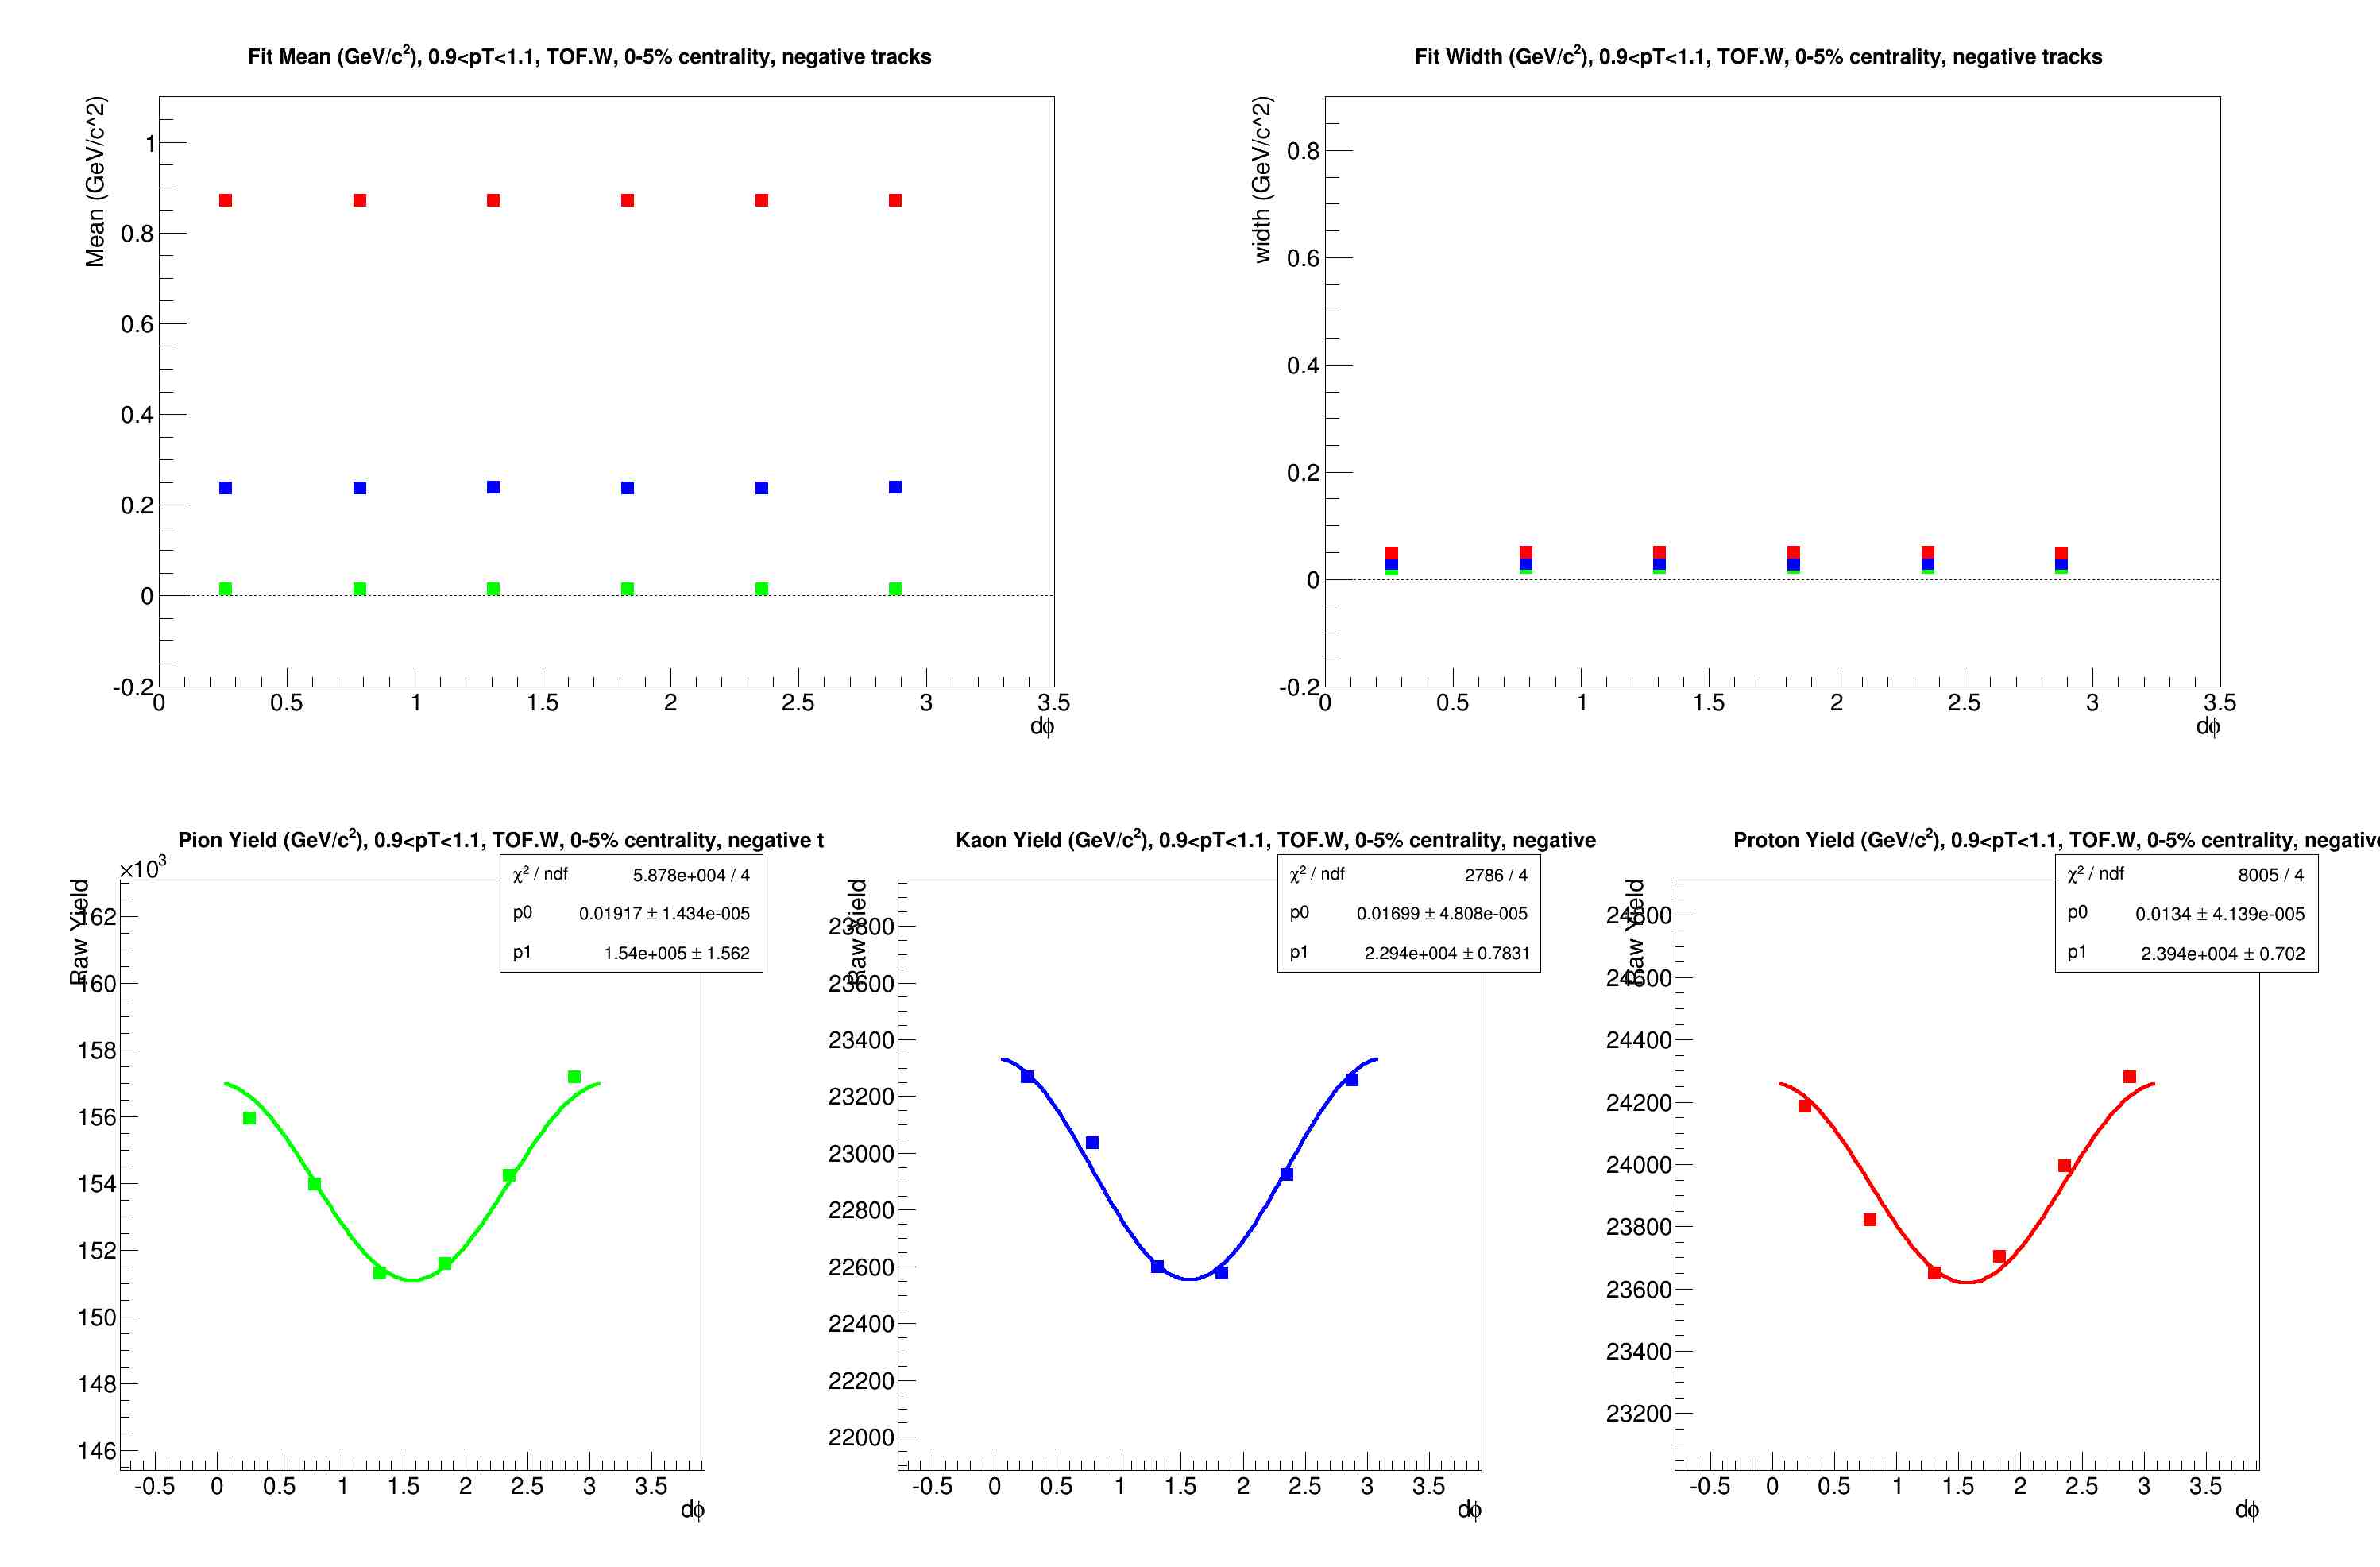 Fit Mean (GeV/c2), 0.9<pT<1.1, TOF.W, 0-5% centrality, negative tracks
Mean (GeV/c^2)
1
0.8
0.6
0.4
0.2
0
-0.2
0 0.5 1 1.5 2 2.5 3 3.5
dϕ
Fit Width (GeV/c2), 0.9<pT<1.1, TOF.W, 0-5% centrality, negative tracks
width (GeV/c^2)
0.8
0.6
0.4
0.2
0
-0.2
0 0.5 1 1.5 2 2.5 3 3.5
dϕ
Pion Yield (GeV/c2), 0.9<pT<1.1, TOF.W, 0-5% centrality, negative t
×103
Raw Yield
χ2 / ndf 5.878e+004 / 4
p0 0.01917 ± 1.434e-005
p1 1.54e+005 ± 1.562
162
160
158
156
154
152
150
148
146
-0.5 0 0.5 1 1.5 2 2.5 3 3.5
dϕ
Kaon Yield (GeV/c2), 0.9<pT<1.1, TOF.W, 0-5% centrality, negative
Raw Yield
χ2 / ndf 2786 / 4
p0 0.01699 ± 4.808e-005
p1 2.294e+004 ± 0.7831
23800
23600
23400
23200
23000
22800
22600
22400
22200
22000
-0.5 0 0.5 1 1.5 2 2.5 3 3.5
dϕ
Proton Yield (GeV/c2), 0.9<pT<1.1, TOF.W, 0-5% centrality, negative
Raw Yield
χ2 / ndf 8005 / 4
p0 0.0134 ± 4.139e-005
p1 2.394e+004 ± 0.702
24800
24600
24400
24200
24000
23800
23600
23400
23200
-0.5 0 0.5 1 1.5 2 2.5 3 3.5
dϕ